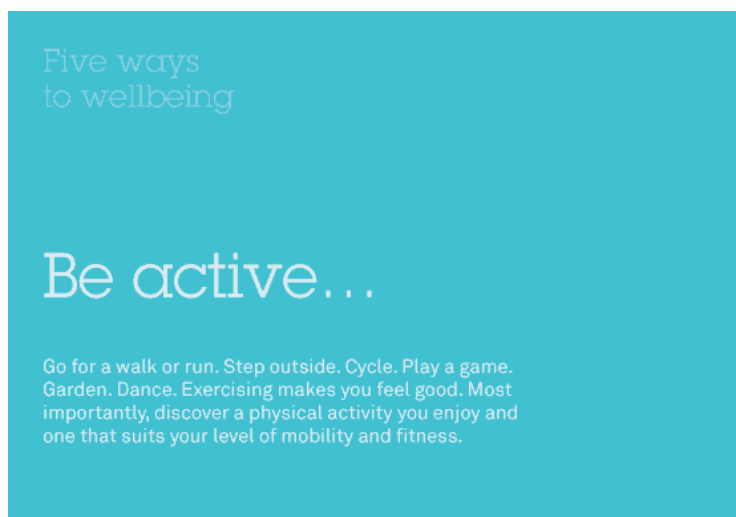 Five ways
to wellbeing
Be active...
Go for a walk or run. Step outside. Cycle. Play a game.
Garden. Dance. Exercising makes you feel good. Most
importantly, discover a physical activity you enjoy and
one that suits your level of mobility and fitness.